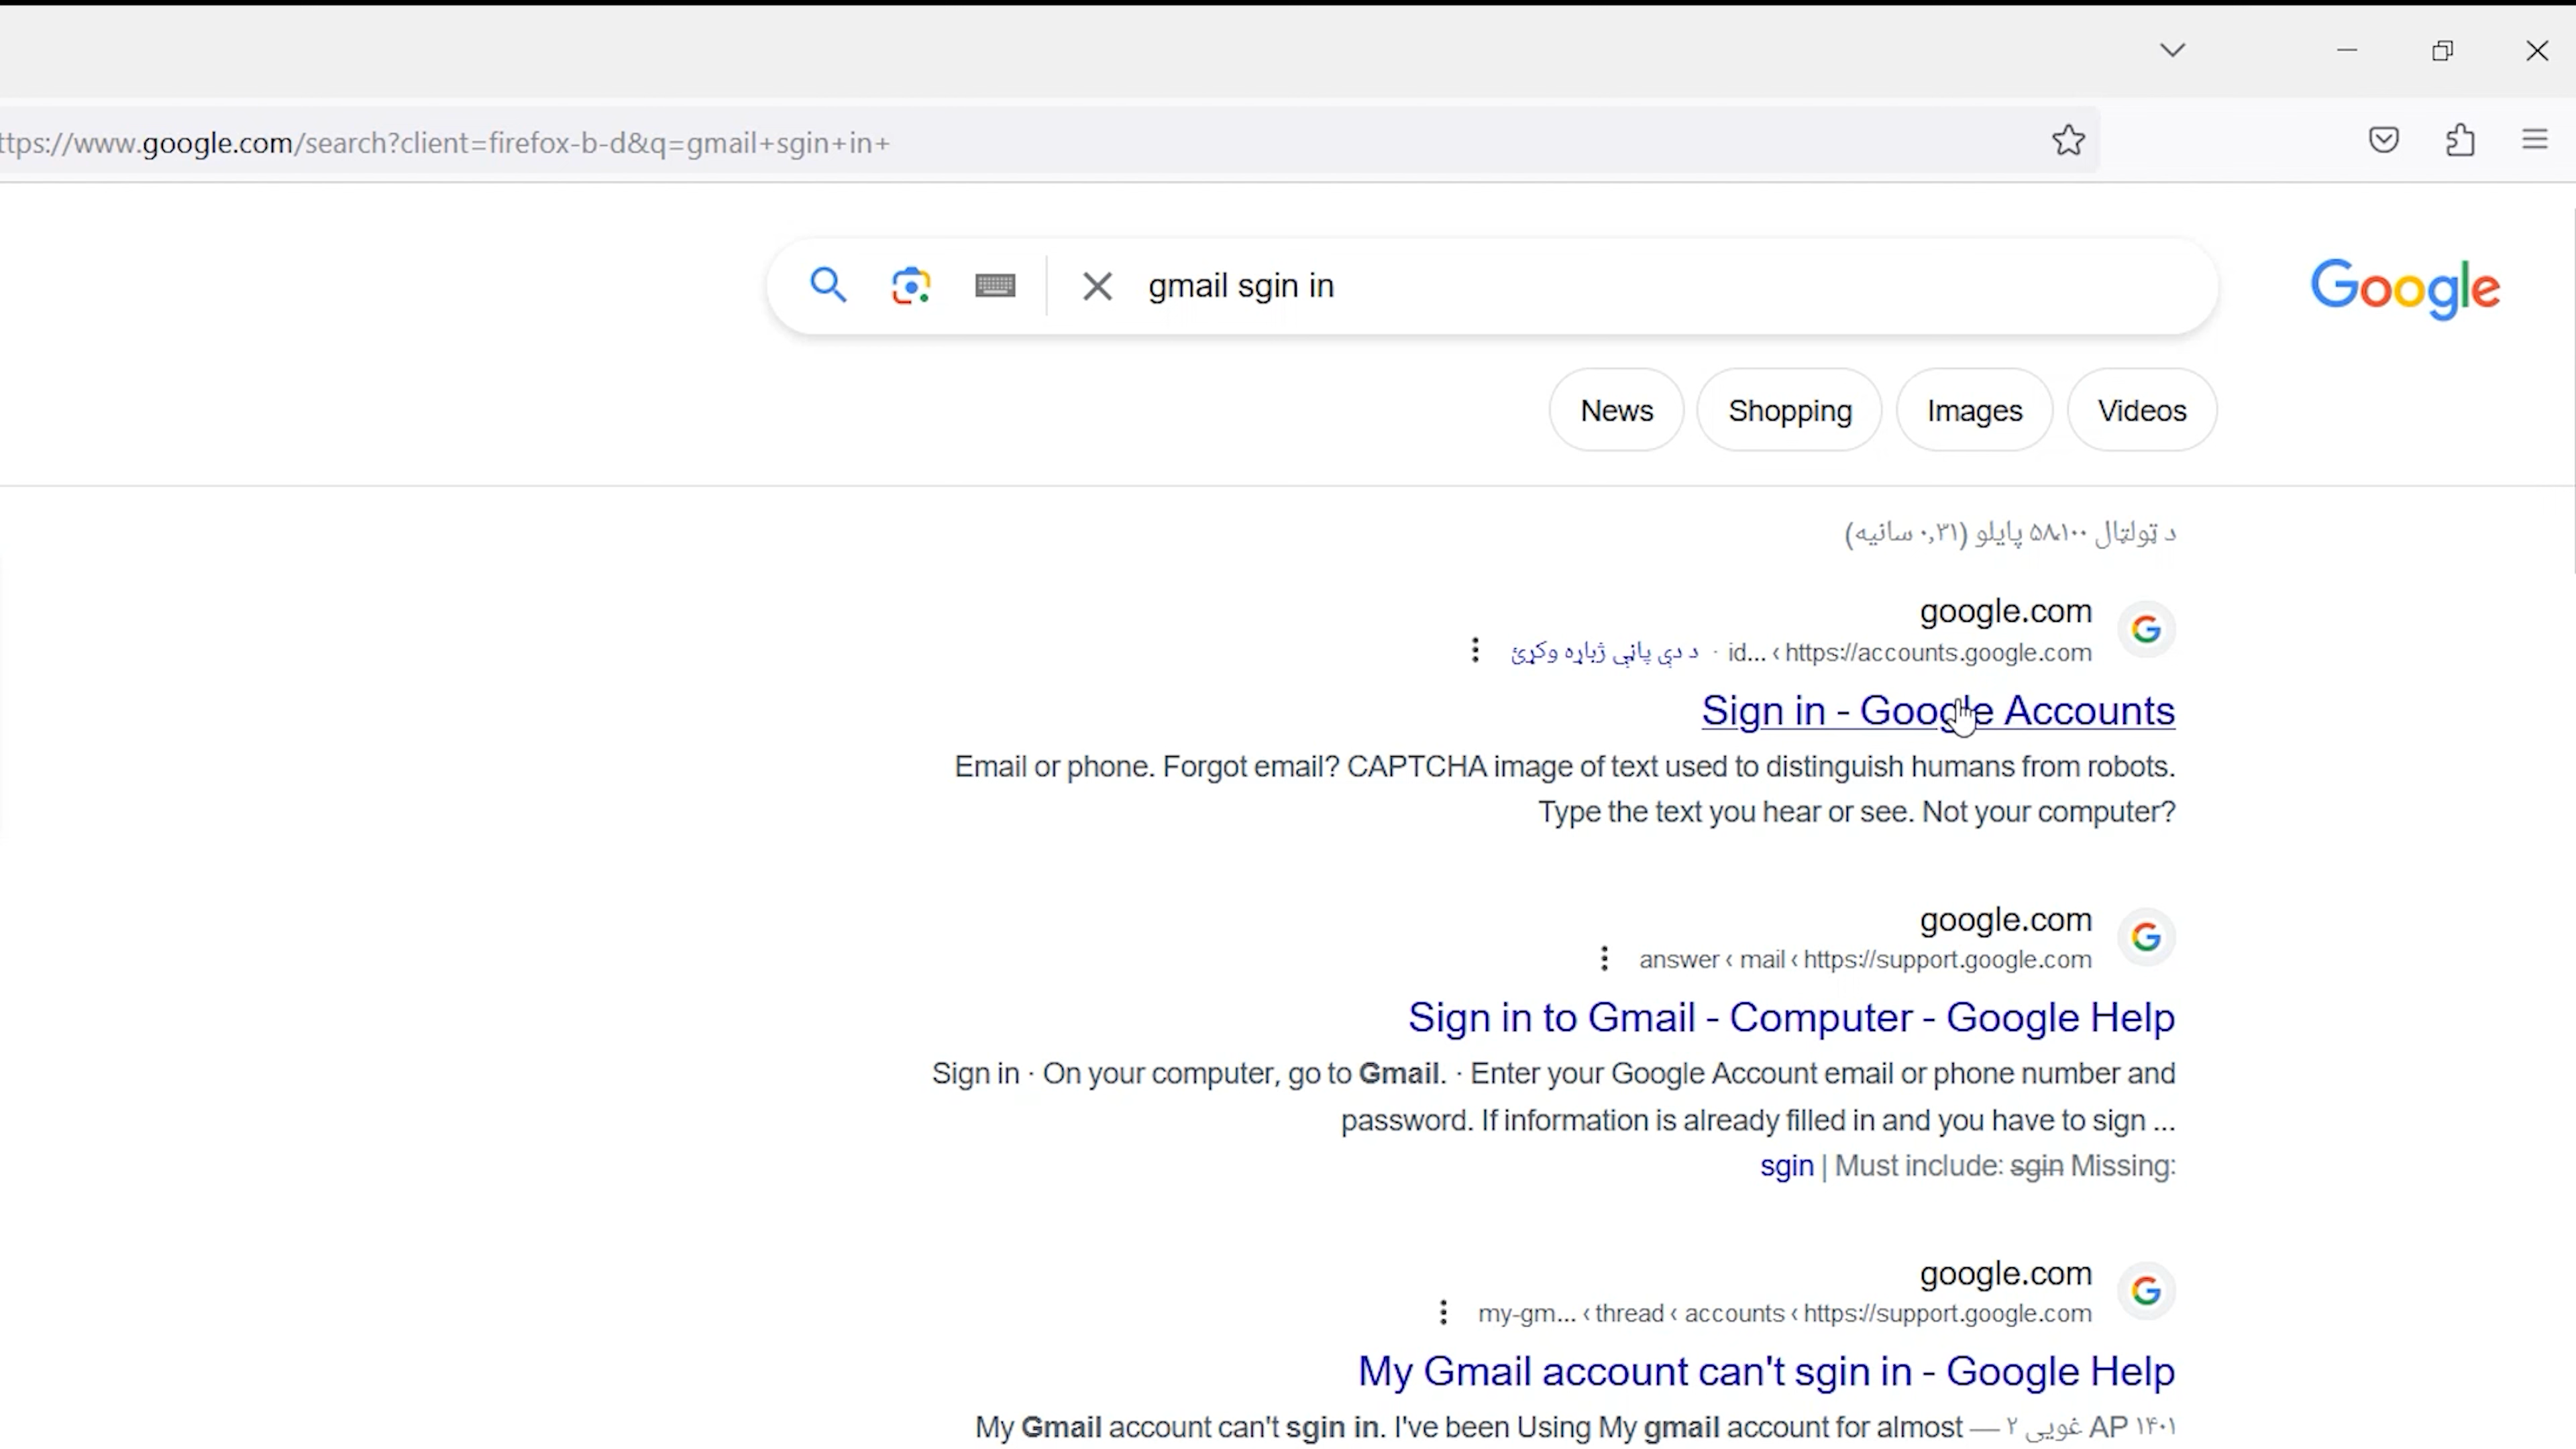 ttps://www.google.com/search?client=firefox-b-d&q=gmail+sgin+in+
gmail sgin in
Google
News Shopping Images Videos
د ټولټال ۵۸،۱۰۰ پايلو (۰,۳۱ سانيه)
google.com
https://accounts.google.com › id... · د دې پاڼې ژباړه وکړئ
Sign in - Google Accounts
Email or phone. Forgot email? CAPTCHA image of text used to distinguish humans from robots.
Type the text you hear or see. Not your computer?
google.com
https://support.google.com › mail › answer
Sign in to Gmail - Computer - Google Help
Sign in · On your computer, go to Gmail. · Enter your Google Account email or phone number and
password. If information is already filled in and you have to sign ...
Missing: sgin | Must include: sgin
google.com
https://support.google.com › accounts › thread › my-gm...
My Gmail account can't sgin in - Google Help
۱۴۰۱ AP غويی ۲ — My Gmail account can't sgin in. I've been Using My gmail account for almost